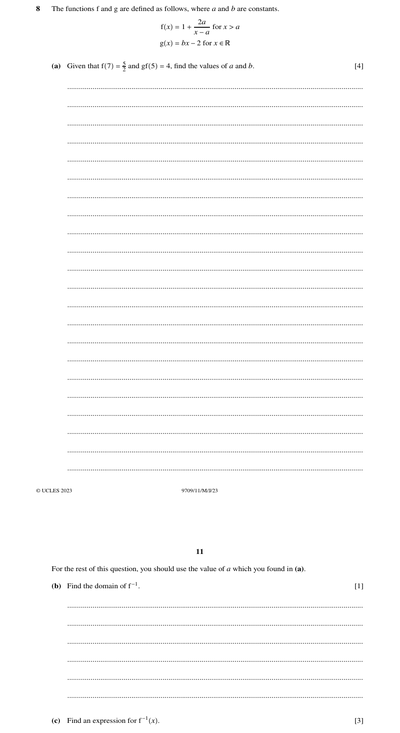 8 The functions f and g are defined as follows, where a and b are constants.
f(x) = 1 + 2a/(x − a) for x > a
g(x) = bx − 2 for x ∈ ℝ
(a) Given that f(7) = 5/2 and gf(5) = 4, find the values of a and b. [4]
© UCLES 2023 9709/11/M/J/23
11
For the rest of this question, you should use the value of a which you found in (a).
(b) Find the domain of f⁻¹. [1]
(c) Find an expression for f⁻¹(x). [3]